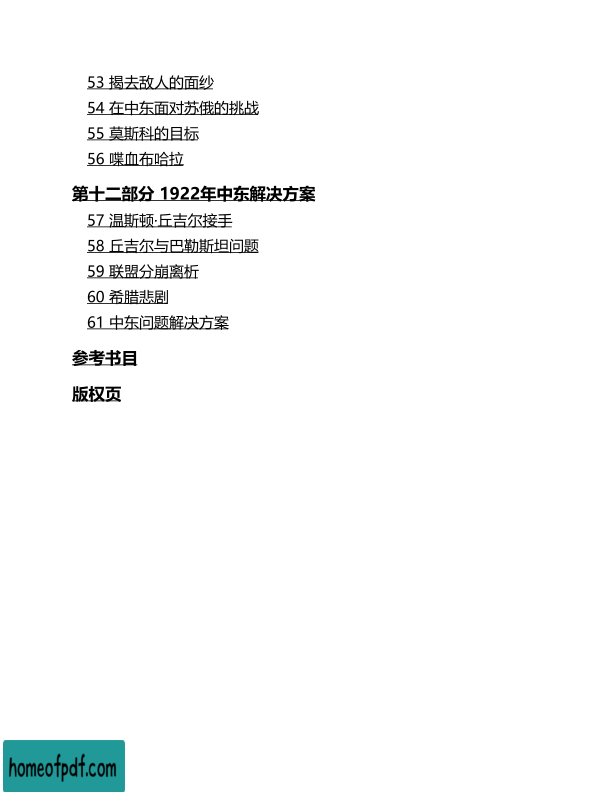 53 揭去敌人的面纱
54 在中东面对苏俄的挑战
55 莫斯科的目标
56 喋血布哈拉
第十二部分 1922年中东解决方案
57 温斯顿·丘吉尔接手
58 丘吉尔与巴勒斯坦问题
59 联盟分崩离析
60 希腊悲剧
61 中东问题解决方案
参考书目
版权页
homeofpdf.com